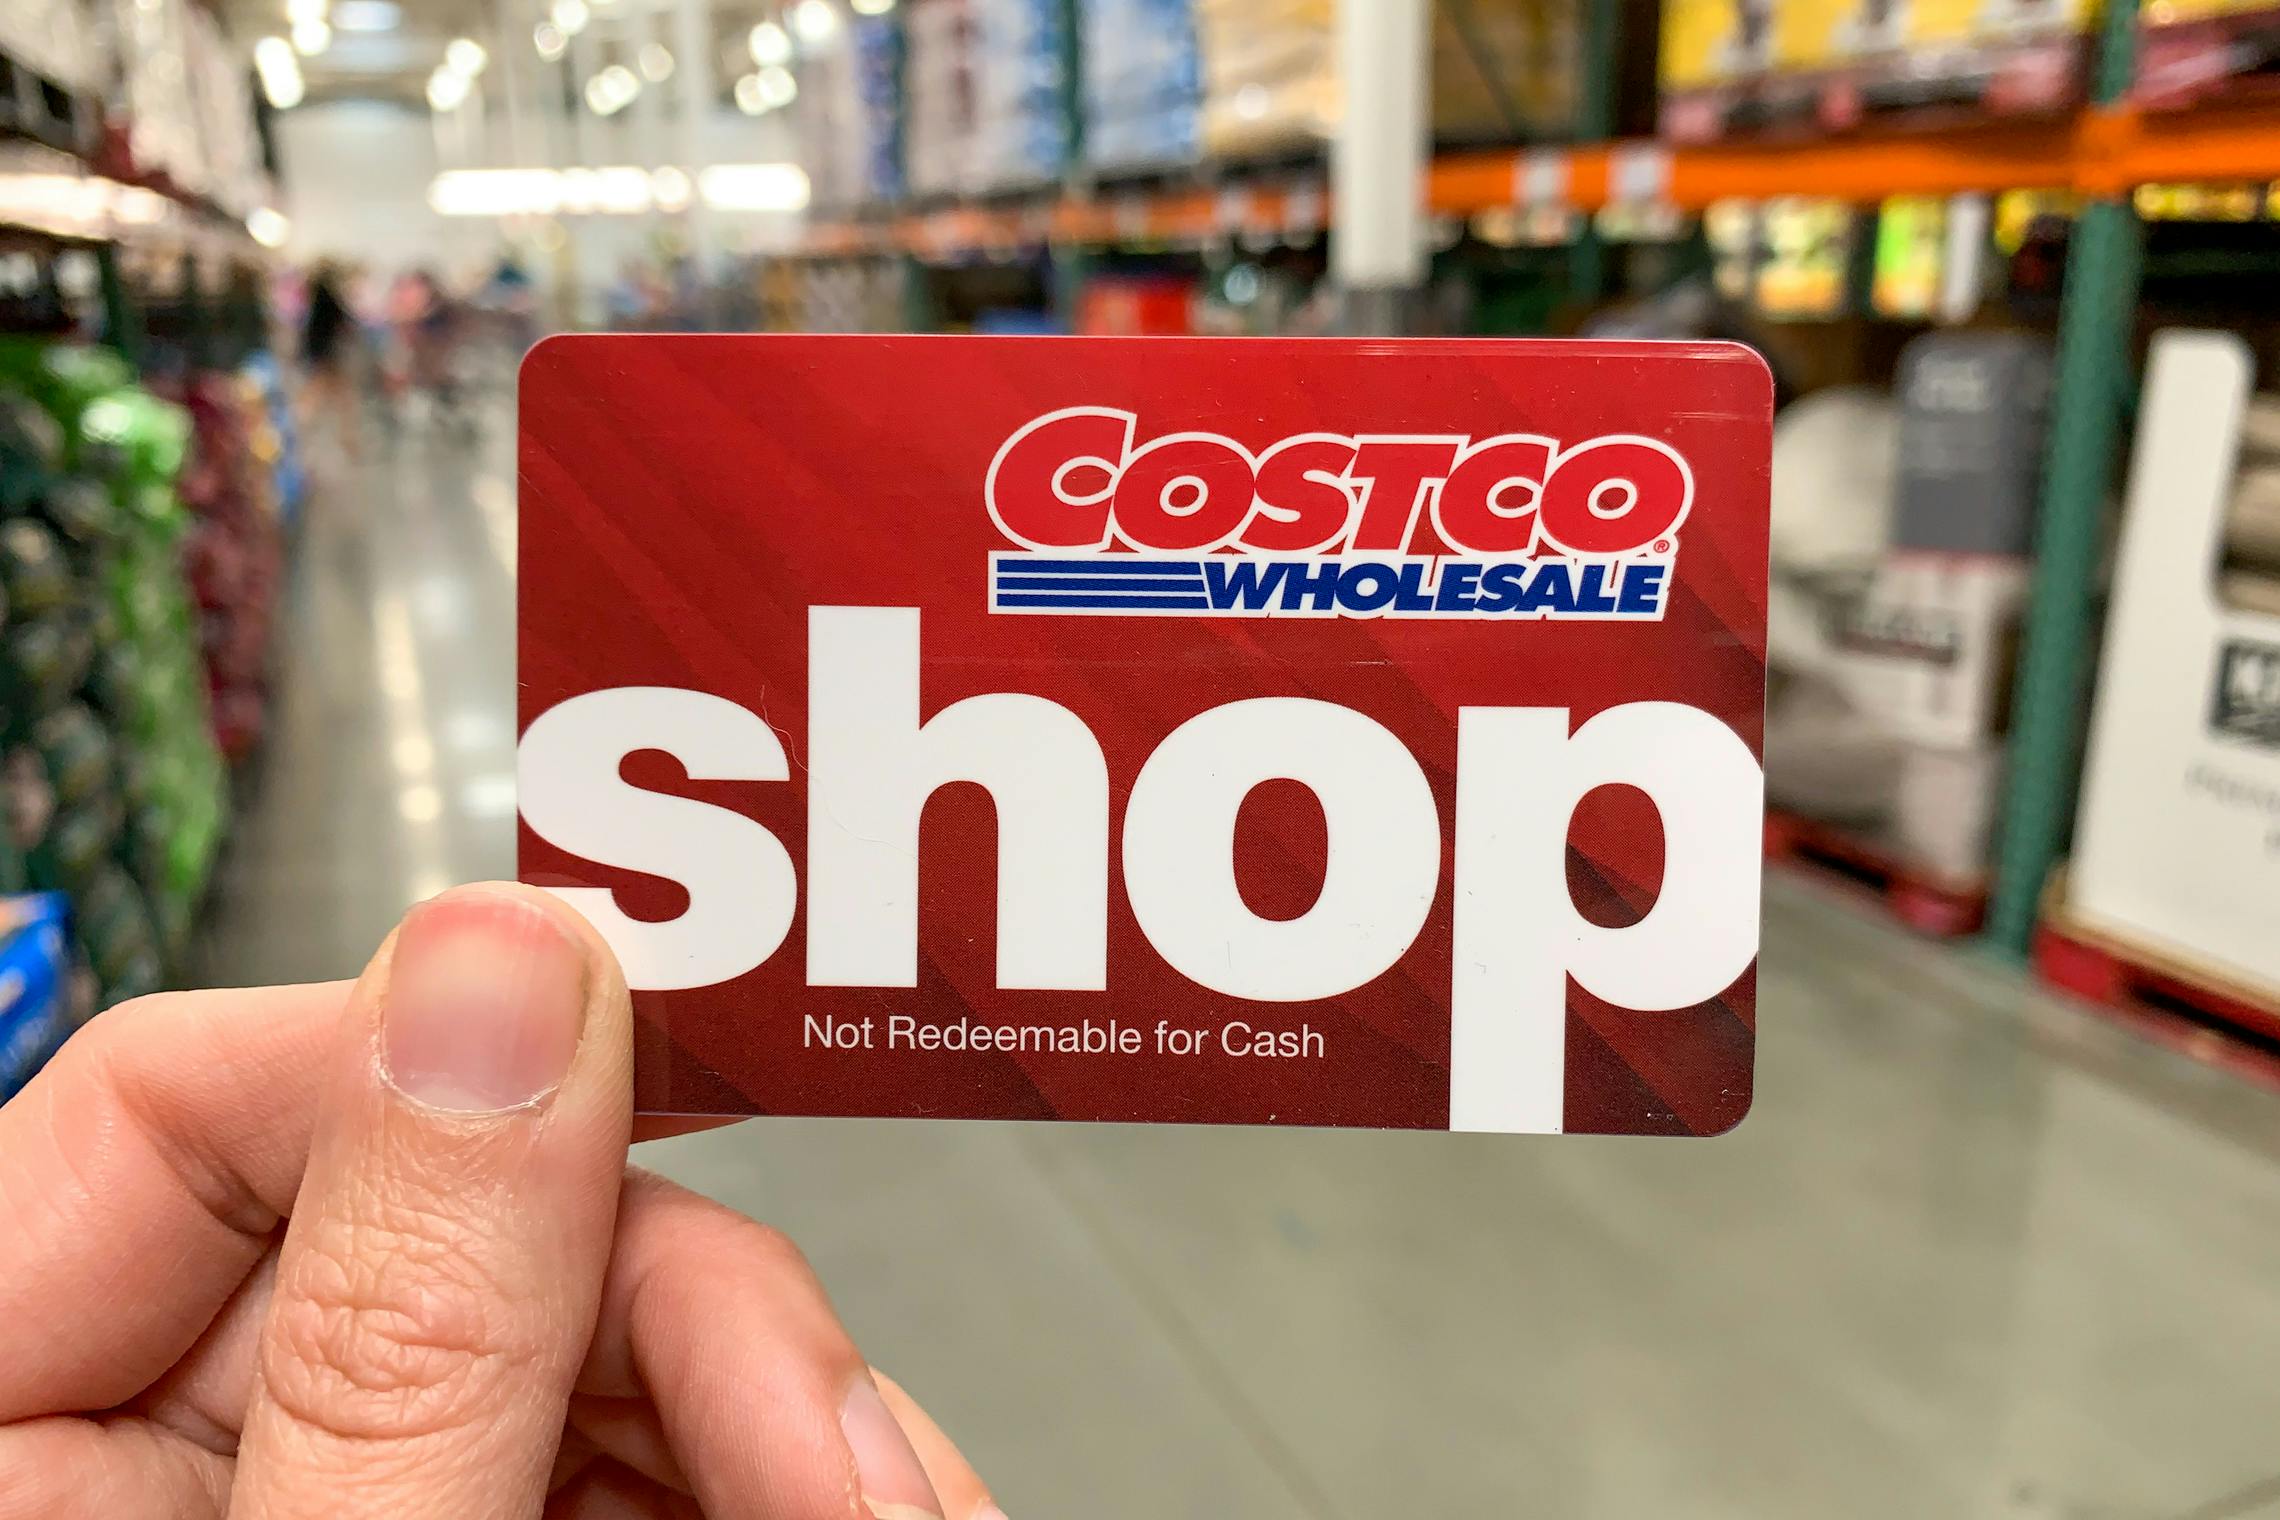 COSTCO®
WHOLESALE
shop
Not Redeemable for Cash